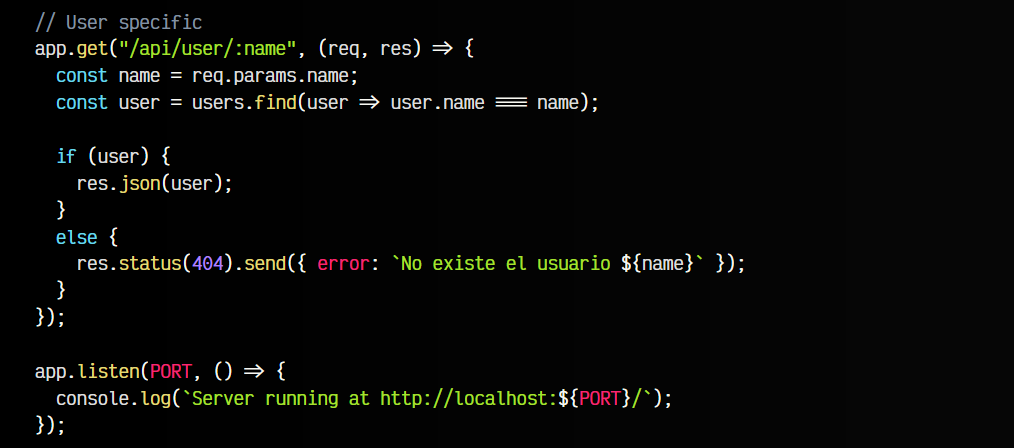 // User specific
app.get("/api/user/:name", (req, res) => {
  const name = req.params.name;
  const user = users.find(user => user.name === name);

  if (user) {
    res.json(user);
  }
  else {
    res.status(404).send({ error: `No existe el usuario ${name}` });
  }
});

app.listen(PORT, () => {
  console.log(`Server running at http://localhost:${PORT}/`);
});